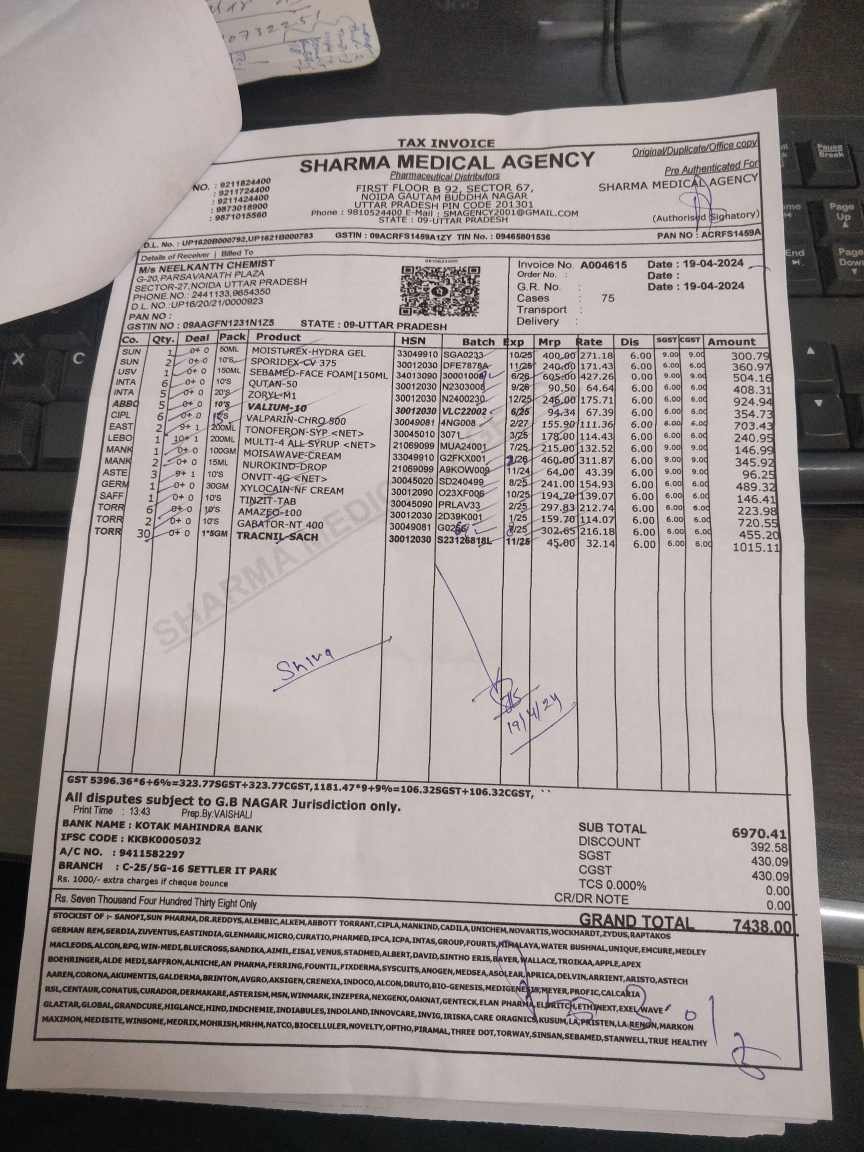 TAX INVOICE
Original/Duplicate/Office copy
SHARMA MEDICAL AGENCY
Pharmaceutical Distributors
Pre Authenticated For
SHARMA MEDICAL AGENCY
(Authorised Signatory)
NO. : 9211824400
: 9211724400
: 9211424400
: 9873018900
: 9871015560
FIRST FLOOR B 92, SECTOR 67,
NOIDA GAUTAM BUDDHA NAGAR
UTTAR PRADESH PIN CODE 201301
Phone : 9810524400 E-Mail : SMAGENCY2001@GMAIL.COM
STATE : 09-UTTAR PRADESH
D.L. No. : UP1620B000792,UP1621B000783 GSTIN : 09ACRFS1459A1ZY TIN No. : 09465801536 PAN NO : ACRFS1459A
Details of Receiver | Billed To
M/s NEELKANTH CHEMIST
G-20,PARSAVANATH PLAZA
SECTOR-27,NOIDA UTTAR PRADESH
PHONE.NO : 2441133,9654350
D.L. NO.:UP16/20/21/0000923
PAN NO :
GSTIN NO : 09AAGFN1231N1Z5 STATE : 09-UTTAR PRADESH
Invoice No. A004615 Date : 19-04-2024
Order No. : Date :
G.R. No. : Date : 19-04-2024
Cases : 75
Transport :
Delivery :
Co. Qty. Deal Pack Product HSN Batch Exp Mrp Rate Dis SGST CGST Amount
SUN 1 0+ 0 50ML MOISTUREX-HYDRA GEL 33049910 SGA0233 10/25 400.00 271.18 6.00 9.00 9.00 300.79
SUN 2 0+ 0 10'S SPORIDEX-CV 375 30012030 DFE7878A 11/25 240.00 171.43 6.00 6.00 6.00 360.97
USV 1 0+ 0 150ML SEBAMED-FACE FOAM[150ML 34013090 6/26 605.00 427.26 0.00 9.00 9.00 504.16
INTA 6 0+ 0 10'S QUTAN-50 30012030 N2303008 9/26 90.50 64.64 6.00 6.00 6.00 408.31
INTA 5 0+ 0 20'S ZORYL-M1 30012030 N2400230 12/26 246.00 175.71 6.00 6.00 6.00 924.94
ABBO 5 0+ 0 10'S VALIUM-10 30012030 VLC22002 6/25 94.34 67.39 6.00 6.00 6.00 354.73
CIPL 6 0+ 0 VALPARIN-CHRO 500 30049081 4NG008 2/27 155.90 111.36 6.00 6.00 6.00 703.43
EAST 2 9+ 1 200ML TONOFERON-SYP <NET> 30045010 3071 3/25 178.00 114.43 6.00 6.00 6.00 240.95
LEBO 1 10+ 1 200ML MULTI-4 ALL SYRUP <NET> 21069099 MUA24001 7/25 215.00 132.52 6.00 9.00 9.00 146.99
MANK 1 0+ 0 100GM MOISAWAVE-CREAM 33049910 G2FKX001 1/26 460.00 311.87 6.00 9.00 9.00 345.92
MANK 2 0+ 0 15ML NUROKIND-DROP 21069099 A9KOW009 11/24 64.00 43.39 6.00 9.00 9.00 96.25
ASTE 3 9+ 1 10'S ONVIT-4G <NET> 30045020 SD240499 8/25 241.00 154.93 6.00 6.00 6.00 489.32
GERM 1 0+ 0 30GM XYLOCAIN-NF CREAM 30012090 O23XF006 10/25 194.70 139.07 6.00 6.00 6.00 146.41
SAFF 1 0+ 0 10'S TINZIT-TAB 30045090 PRLAV33 2/25 297.83 212.74 6.00 6.00 6.00 223.98
TORR 6 0+ 0 10'S AMAZEO-100 30012030 2D39K001 1/25 159.70 114.07 6.00 6.00 6.00 720.55
TORR 2 0+ 0 10'S GABATOR-NT 400 30049081 302.65 216.18 6.00 6.00 6.00 455.20
TORR 30 0+ 0 1*5GM TRACNIL-SACH 30012030 S23126818L 11/25 45.00 32.14 6.00 6.00 6.00 1015.11
SHARMA MEDIC
Shiva
19/4/24
GST 5396.36*6+6%=323.77SGST+323.77CGST,1181.47*9+9%=106.32SGST+106.32CGST,
All disputes subject to G.B NAGAR Jurisdiction only.
Print Time : 13:43 Prep.By:VAISHALI
BANK NAME : KOTAK MAHINDRA BANK
IFSC CODE : KKBK0005032
A/C NO. : 9411582297
BRANCH : C-25/5G-16 SETTLER IT PARK
Rs. 1000/- extra charges if cheque bounce
SUB TOTAL 6970.41
DISCOUNT 392.58
SGST 430.09
CGST 430.09
TCS 0.000% 0.00
CR/DR NOTE 0.00
Rs. Seven Thousand Four Hundred Thirty Eight Only
GRAND TOTAL 7438.00
STOCKIST OF :- SANOFI,SUN PHARMA,DR.REDDYS,ALEMBIC,ALKEM,ABBOTT TORRANT,CIPLA,MANKIND,CADILA,UNICHEM,NOVARTIS,WOCKHARDT,ZYDUS,RAPTAKOS
GERMAN REM,SERDIA,ZUVENTUS,EASTINDIA,GLENMARK,MICRO,CURATIO,PHARMED,IPCA,ICPA,INTAS,GROUP,FOURTS,HIMALAYA,WATER BUSHNAL,UNIQUE,EMCURE,MEDLEY
MACLEODS,ALCON,RPG,WIN-MEDI,BLUECROSS,SANDIKA,AIMIL,EISAI,VENUS,STADMED,ALBERT,DAVID,SINTHO ERIS,BAYER,WALLACE,TROIKAA,APPLE,APEX
BOEHRINGER,ALDE MEDI,SAFFRON,ALNICHE,AN PHARMA,FERRING,FOUNTIL,FIXDERMA,SYSCUITS,ANOGEN,MEDSEA,ASOLEAR,APRICA,DELVIN,ARRIENT,ARISTO,ASTECH
AAREN,CORONA,AKUMENTIS,GALDERMA,BRINTON,AVGRO,AKSIGEN,CRENEXA,INDOCO,ALCON,DRUTO,BIO-GENESIS,MEDIGENESIS,MEYER,PROFIC,CALCARIA
RSL,CENTAUR,CONATUS,CURADOR,DERMAKARE,ASTERISM,MSN,WINMARK,INZEPERA,NEXGENX,OAKNAT,GENTECK,ELAN PHARMA,ELDRITCH,ETHINEXT,EXEL,WAVE
GLAZTAR,GLOBAL,GRANDCURE,HIGLANCE,HIND,HINDCHEMIE,INDIABULES,INDOLAND,INNOVCARE,INVIG,IRISKA,CARE ORAGNICS,KUSUM,LA,PRISTEN,LA RENON,MARKON
MAXIMON,MEDISITE,WINSOME,MEDRIX,MOHRISH,MRHM,NATCO,BIOCELLULER,NOVELTY,OPTHO,PIRAMAL,THREE DOT,TORWAY,SINSAN,SEBAMED,STANWELL,TRUE HEALTHY
X
C
Pause
Break
Page
Up
End
Page
Down